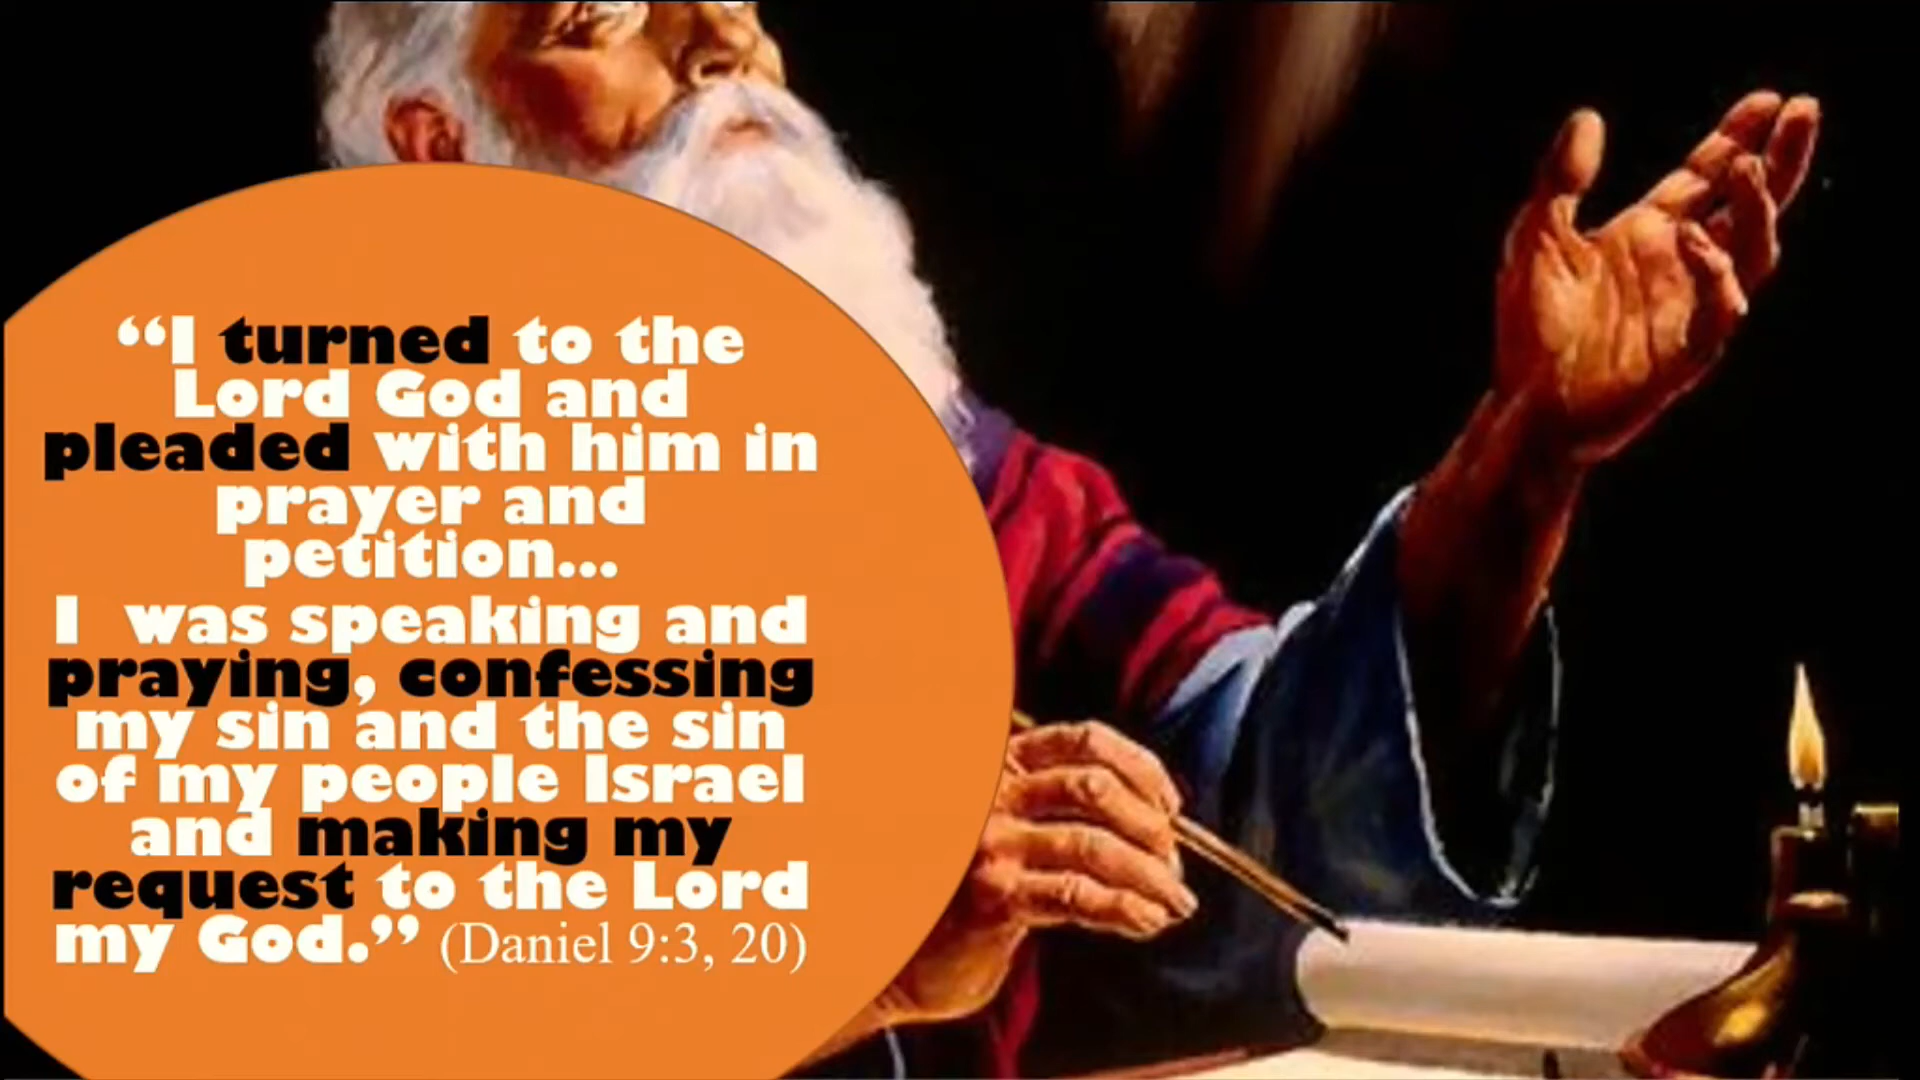 “I turned to the
Lord God and
pleaded with him in
prayer and
petition...
I was speaking and
praying, confessing
my sin and the sin
of my people Israel
and making my
request to the Lord
my God.” (Daniel 9:3, 20)